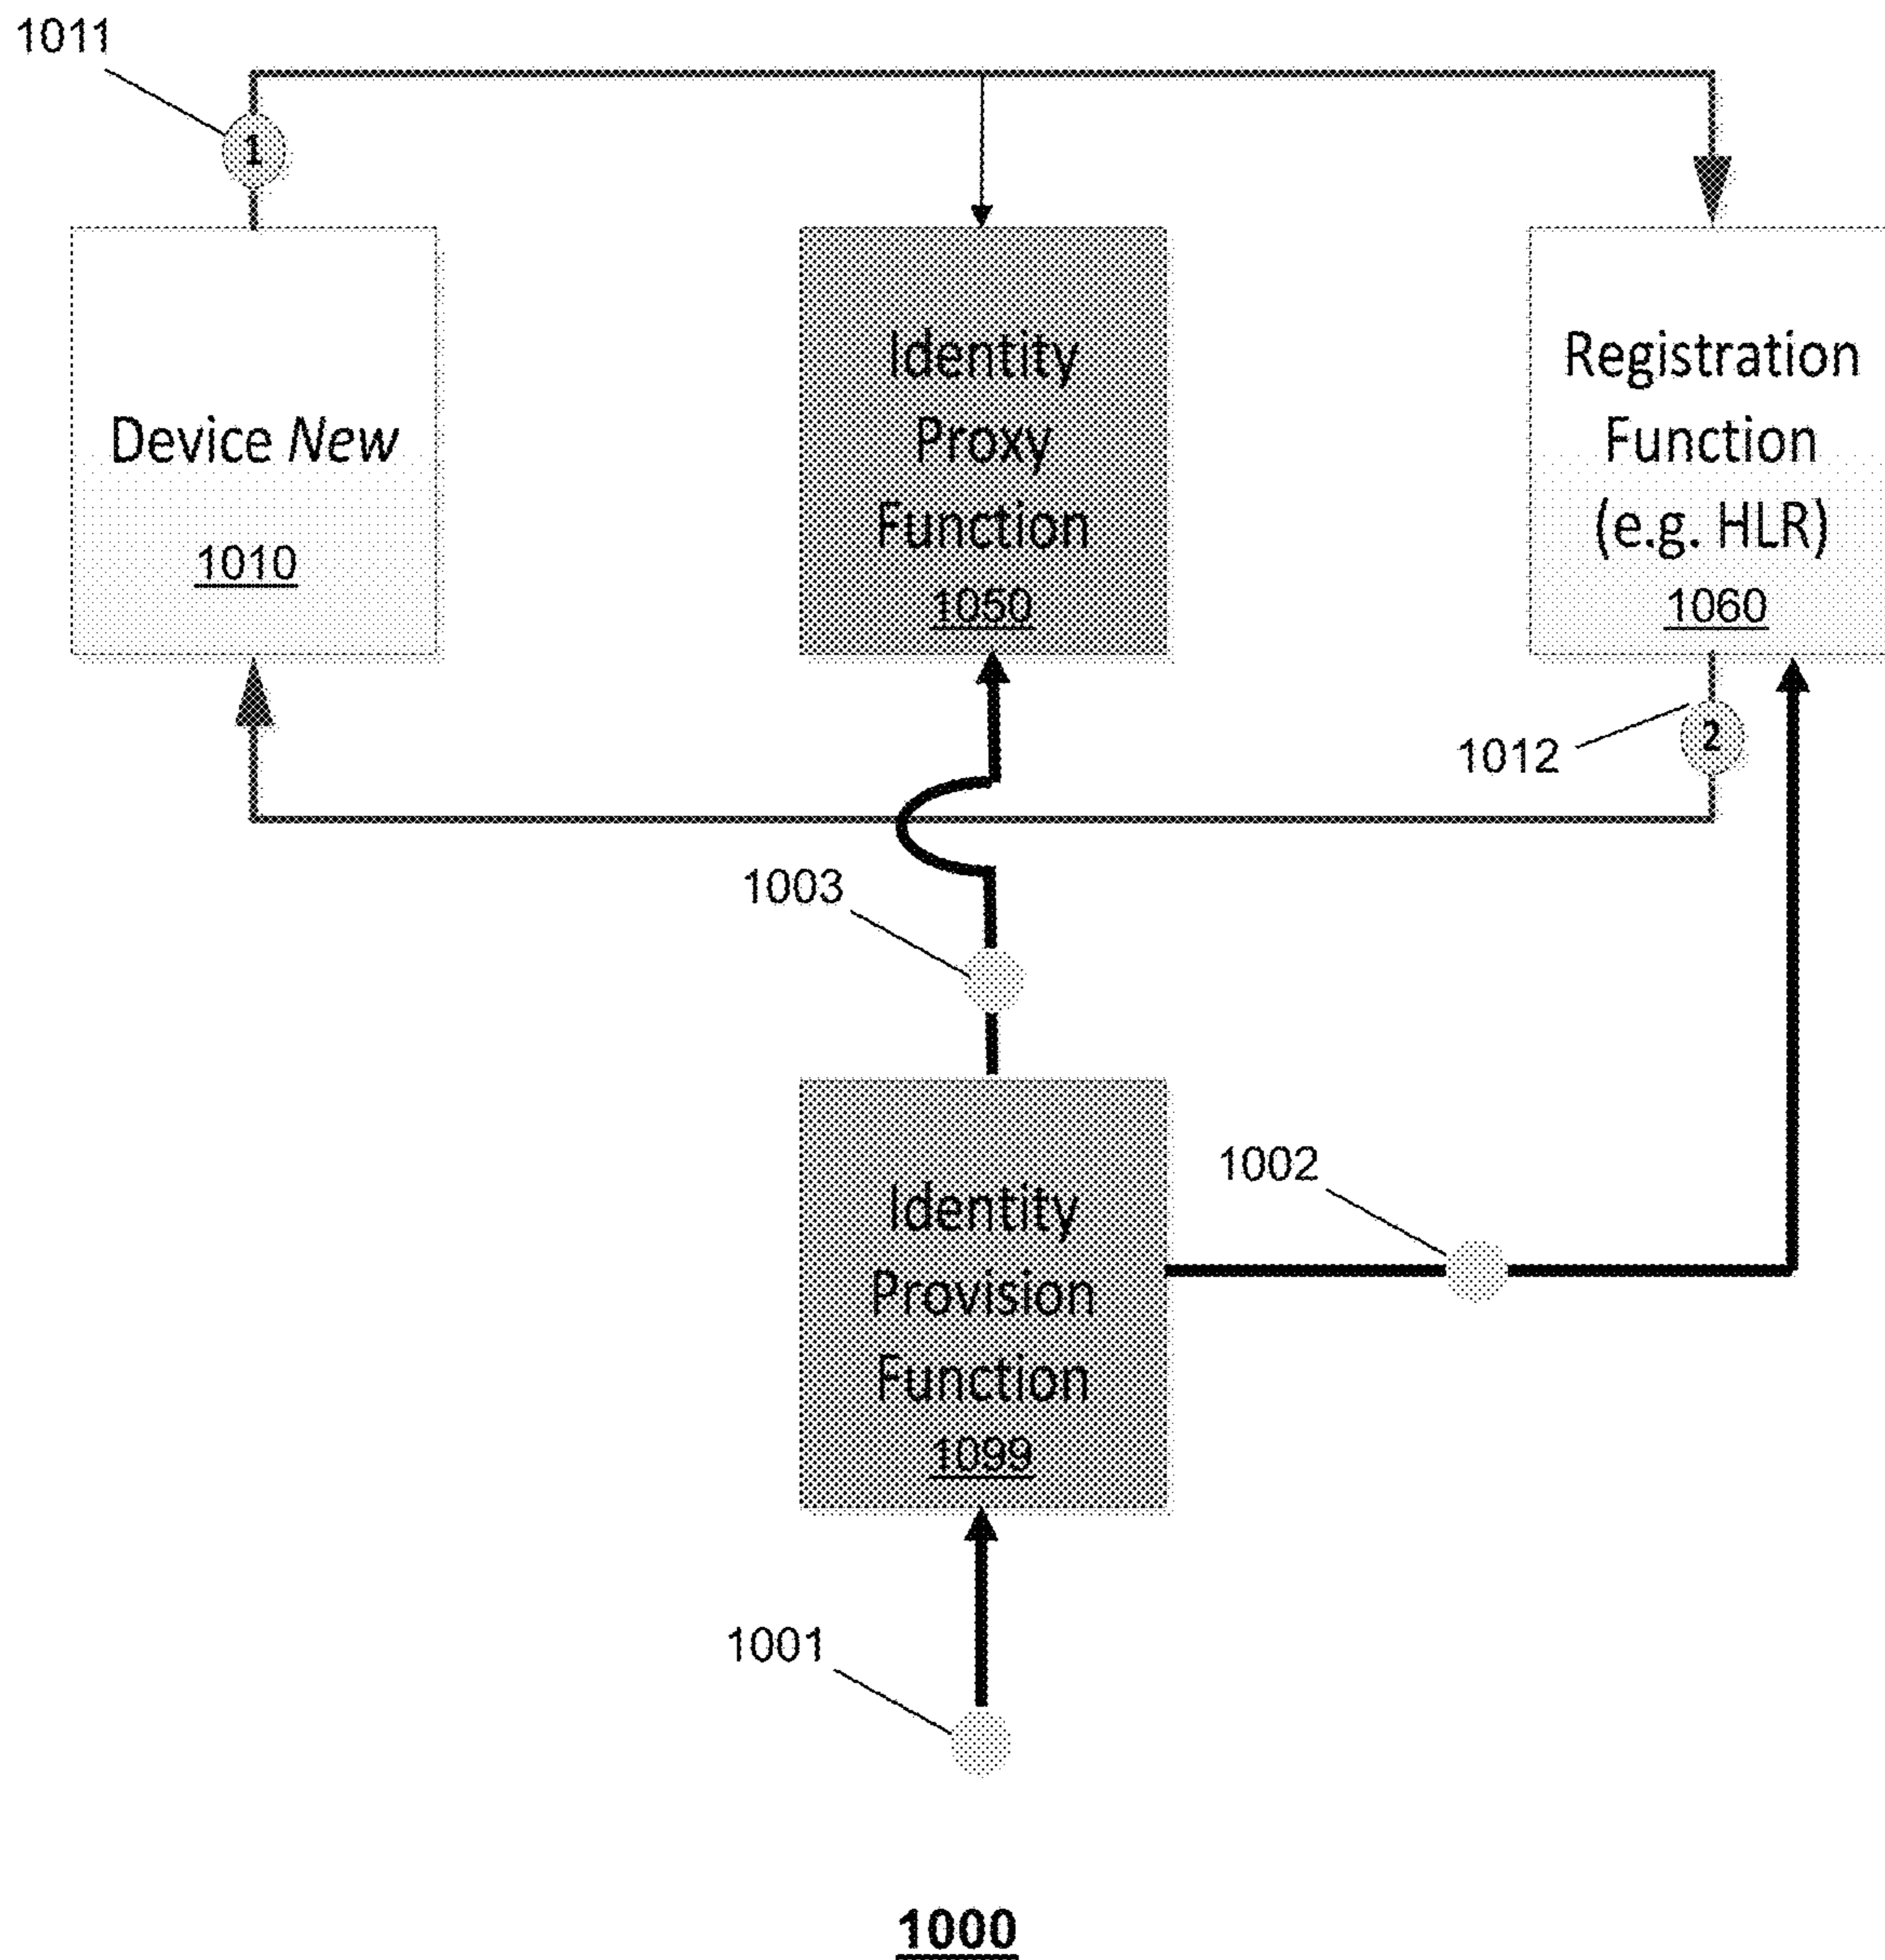 1011
1
Device New
1010
Identity
Proxy
Function
1050
Registration
Function
(e.g. HLR)
1060
1012
2
1003
1002
Identity
Provision
Function
1099
1001
1000